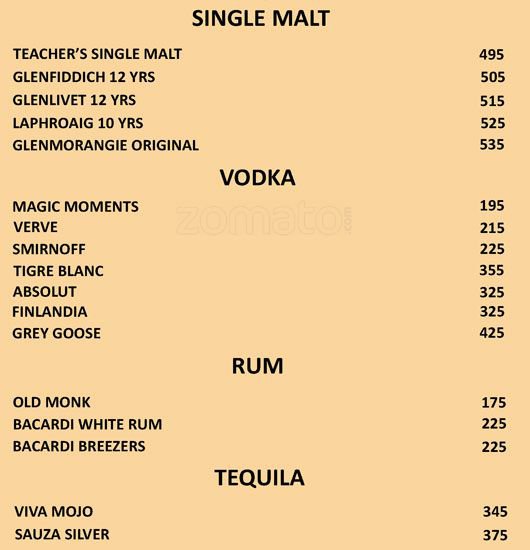 SINGLE MALT
TEACHER'S SINGLE MALT 495
GLENFIDDICH 12 YRS 505
GLENLIVET 12 YRS 515
LAPHROAIG 10 YRS 525
GLENMORANGIE ORIGINAL 535
VODKA
MAGIC MOMENTS 195
zomato.com
VERVE 215
SMIRNOFF 225
TIGRE BLANC 355
ABSOLUT 325
FINLANDIA 325
GREY GOOSE 425
RUM
OLD MONK 175
BACARDI WHITE RUM 225
BACARDI BREEZERS 225
TEQUILA
VIVA MOJO 345
SAUZA SILVER 375